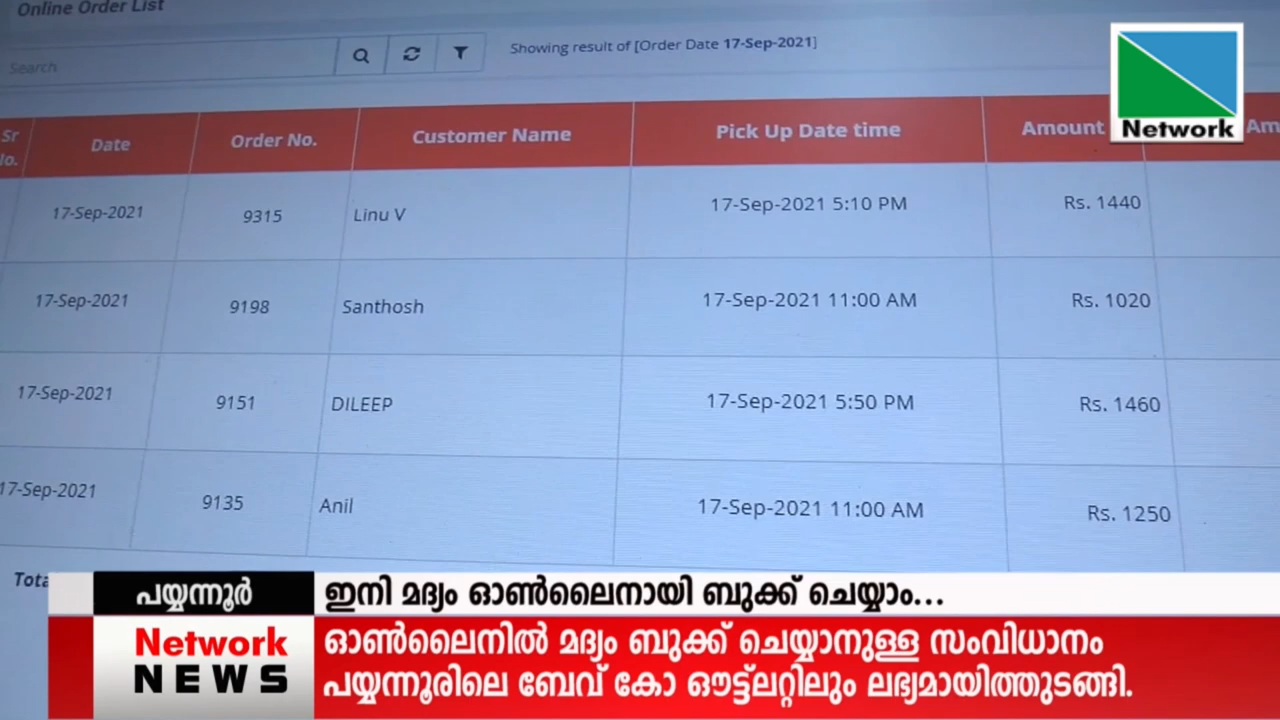 Online Order List
Search
Showing result of [Order Date 17-Sep-2021]
Network
Sr No. Date Order No. Customer Name Pick Up Date time Amount Am
17-Sep-2021 9315 Linu V 17-Sep-2021 5:10 PM Rs. 1440
17-Sep-2021 9198 Santhosh 17-Sep-2021 11:00 AM Rs. 1020
17-Sep-2021 9151 DILEEP 17-Sep-2021 5:50 PM Rs. 1460
17-Sep-2021 9135 Anil 17-Sep-2021 11:00 AM Rs. 1250
Tota
പയ്യന്നൂർ ഇനി മദ്യം ഓൺലൈനായി ബുക്ക് ചെയ്യാം...
Network NEWS
ഓൺലൈനിൽ മദ്യം ബുക്ക് ചെയ്യാനുള്ള സംവിധാനം
പയ്യന്നൂരിലെ ബേവ് കോ ഔട്ട്ലറ്റിലും ലഭ്യമായിത്തുടങ്ങി.